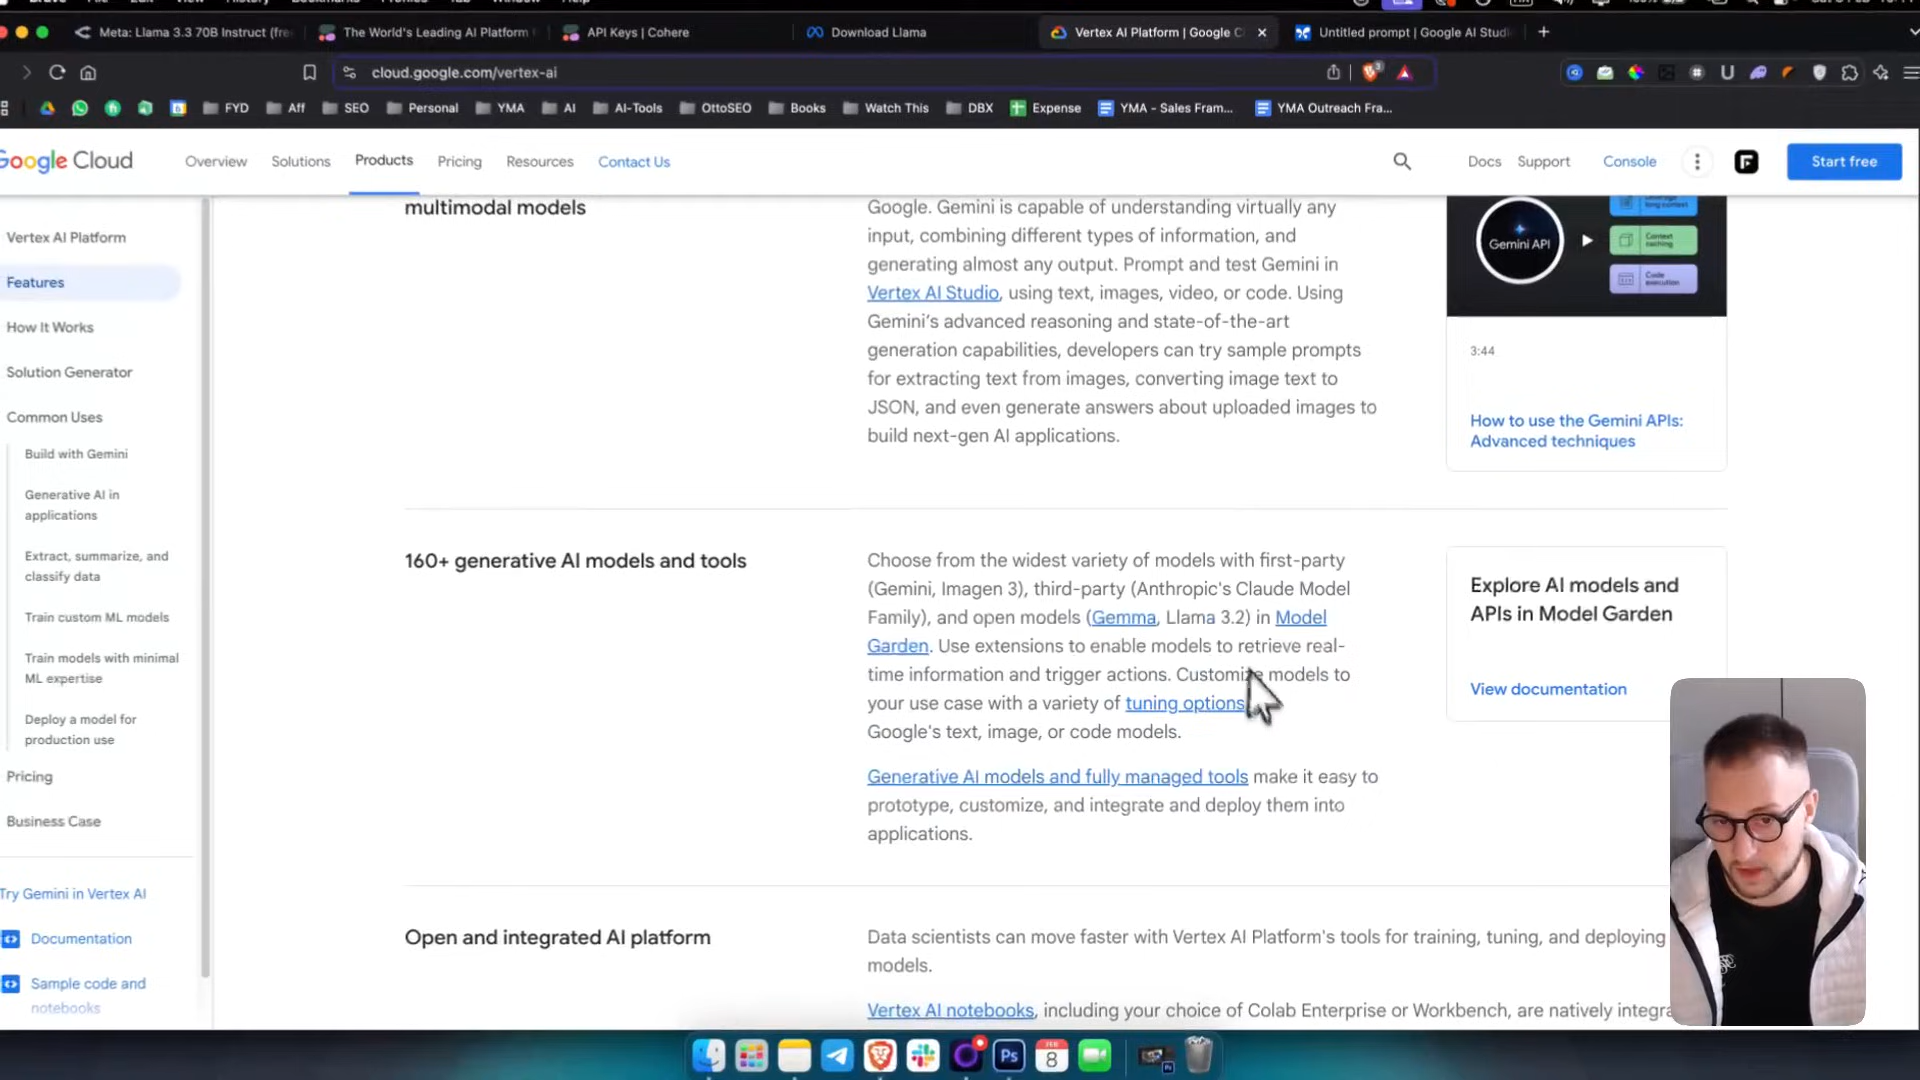 Meta: Llama 3.3 70B Instruct (fre
The World's Leading AI Platform
API Keys | Cohere
Download Llama
Vertex AI Platform | Google C
Untitled prompt | Google AI Studi
cloud.google.com/vertex-ai
FYD
Aff
SEO
Personal
YMA
AI
AI-Tools
OttoSEO
Books
Watch This
DBX
Expense
YMA - Sales Fram...
YMA Outreach Fra...
Google Cloud
Overview
Solutions
Products
Pricing
Resources
Contact Us
Docs
Support
Console
Start free
Vertex AI Platform
Features
How It Works
Solution Generator
Common Uses
Build with Gemini
Generative AI in
applications
Extract, summarize, and
classify data
Train custom ML models
Train models with minimal
ML expertise
Deploy a model for
production use
Pricing
Business Case
Try Gemini in Vertex AI
Documentation
Sample code and
notebooks
multimodal models
Google. Gemini is capable of understanding virtually any
input, combining different types of information, and
generating almost any output. Prompt and test Gemini in
Vertex AI Studio, using text, images, video, or code. Using
Gemini's advanced reasoning and state-of-the-art
generation capabilities, developers can try sample prompts
for extracting text from images, converting image text to
JSON, and even generate answers about uploaded images to
build next-gen AI applications.
Gemini API
long context
Context
caching
Code
execution
3:44
How to use the Gemini APIs:
Advanced techniques
160+ generative AI models and tools
Choose from the widest variety of models with first-party
(Gemini, Imagen 3), third-party (Anthropic's Claude Model
Family), and open models (Gemma, Llama 3.2) in Model
Garden. Use extensions to enable models to retrieve real-
time information and trigger actions. Customize models to
your use case with a variety of tuning options
Google's text, image, or code models.
Generative AI models and fully managed tools make it easy to
prototype, customize, and integrate and deploy them into
applications.
Explore AI models and
APIs in Model Garden
View documentation
Open and integrated AI platform
Data scientists can move faster with Vertex AI Platform's tools for training, tuning, and deploying
models.
Vertex AI notebooks, including your choice of Colab Enterprise or Workbench, are natively integra
Ps
FEB
8